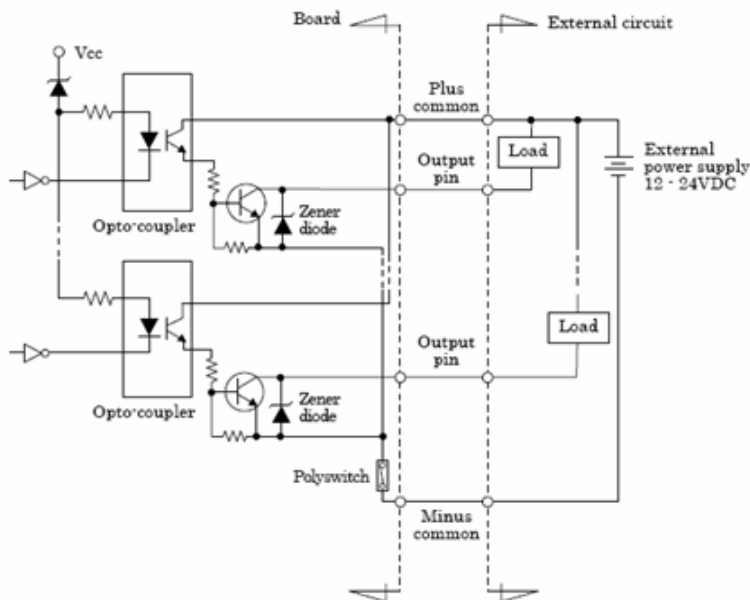 Board
External circuit
Vcc
Plus
common
Load
External
power supply
12 - 24VDC
Output
pin
Zener
diode
Opto-coupler
Output
pin
Load
Zener
diode
Opto-coupler
Polyswitch
Minus
common